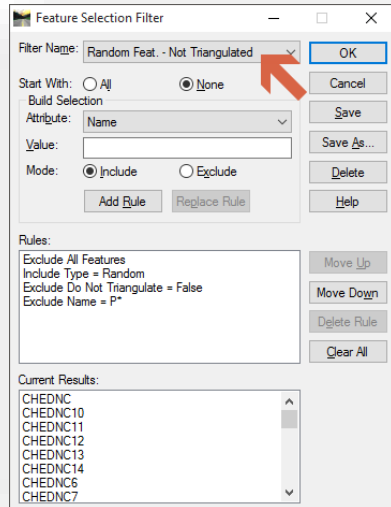 Feature Selection Filter
Filter Name: Random Feat. - Not Triangulated OK
Start With: All None Cancel
Build Selection
Attribute: Name Save
Value: Save As...
Mode: Include Exclude Delete
Add Rule Replace Rule Help
Rules:
Exclude All Features Move Up
Include Type = Random
Exclude Do Not Triangulate = False Move Down
Exclude Name = P*
Delete Rule
Clear All
Current Results:
CHEDNC
CHEDNC10
CHEDNC11
CHEDNC12
CHEDNC13
CHEDNC14
CHEDNC6
CHEDNC7